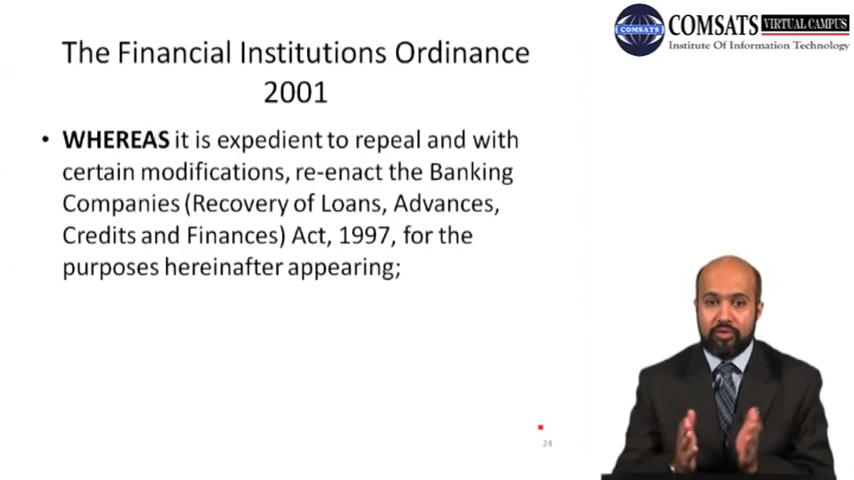 The Financial Institutions Ordinance
2001
• WHEREAS it is expedient to repeal and with
certain modifications, re-enact the Banking
Companies (Recovery of Loans, Advances,
Credits and Finances) Act, 1997, for the
purposes hereinafter appearing;
24
COMSATS
COMSATS VIRTUAL CAMPUS
Institute Of Information Technology